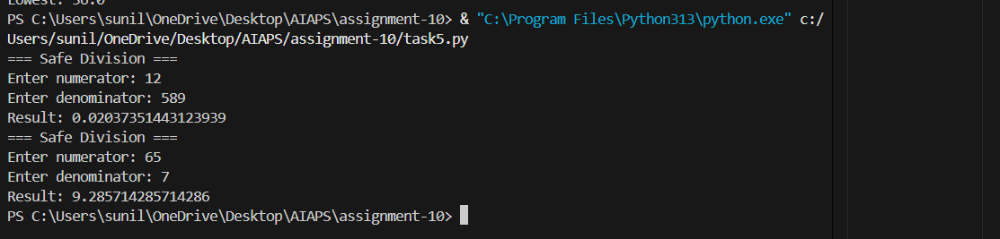 Lowest: 56.0
PS C:\Users\sunil\OneDrive\Desktop\AIAPS\assignment-10> & "C:\Program Files\Python313\python.exe" c:/
Users/sunil/OneDrive/Desktop/AIAPS/assignment-10/task5.py
=== Safe Division ===
Enter numerator: 12
Enter denominator: 589
Result: 0.02037351443123939
=== Safe Division ===
Enter numerator: 65
Enter denominator: 7
Result: 9.285714285714286
PS C:\Users\sunil\OneDrive\Desktop\AIAPS\assignment-10>